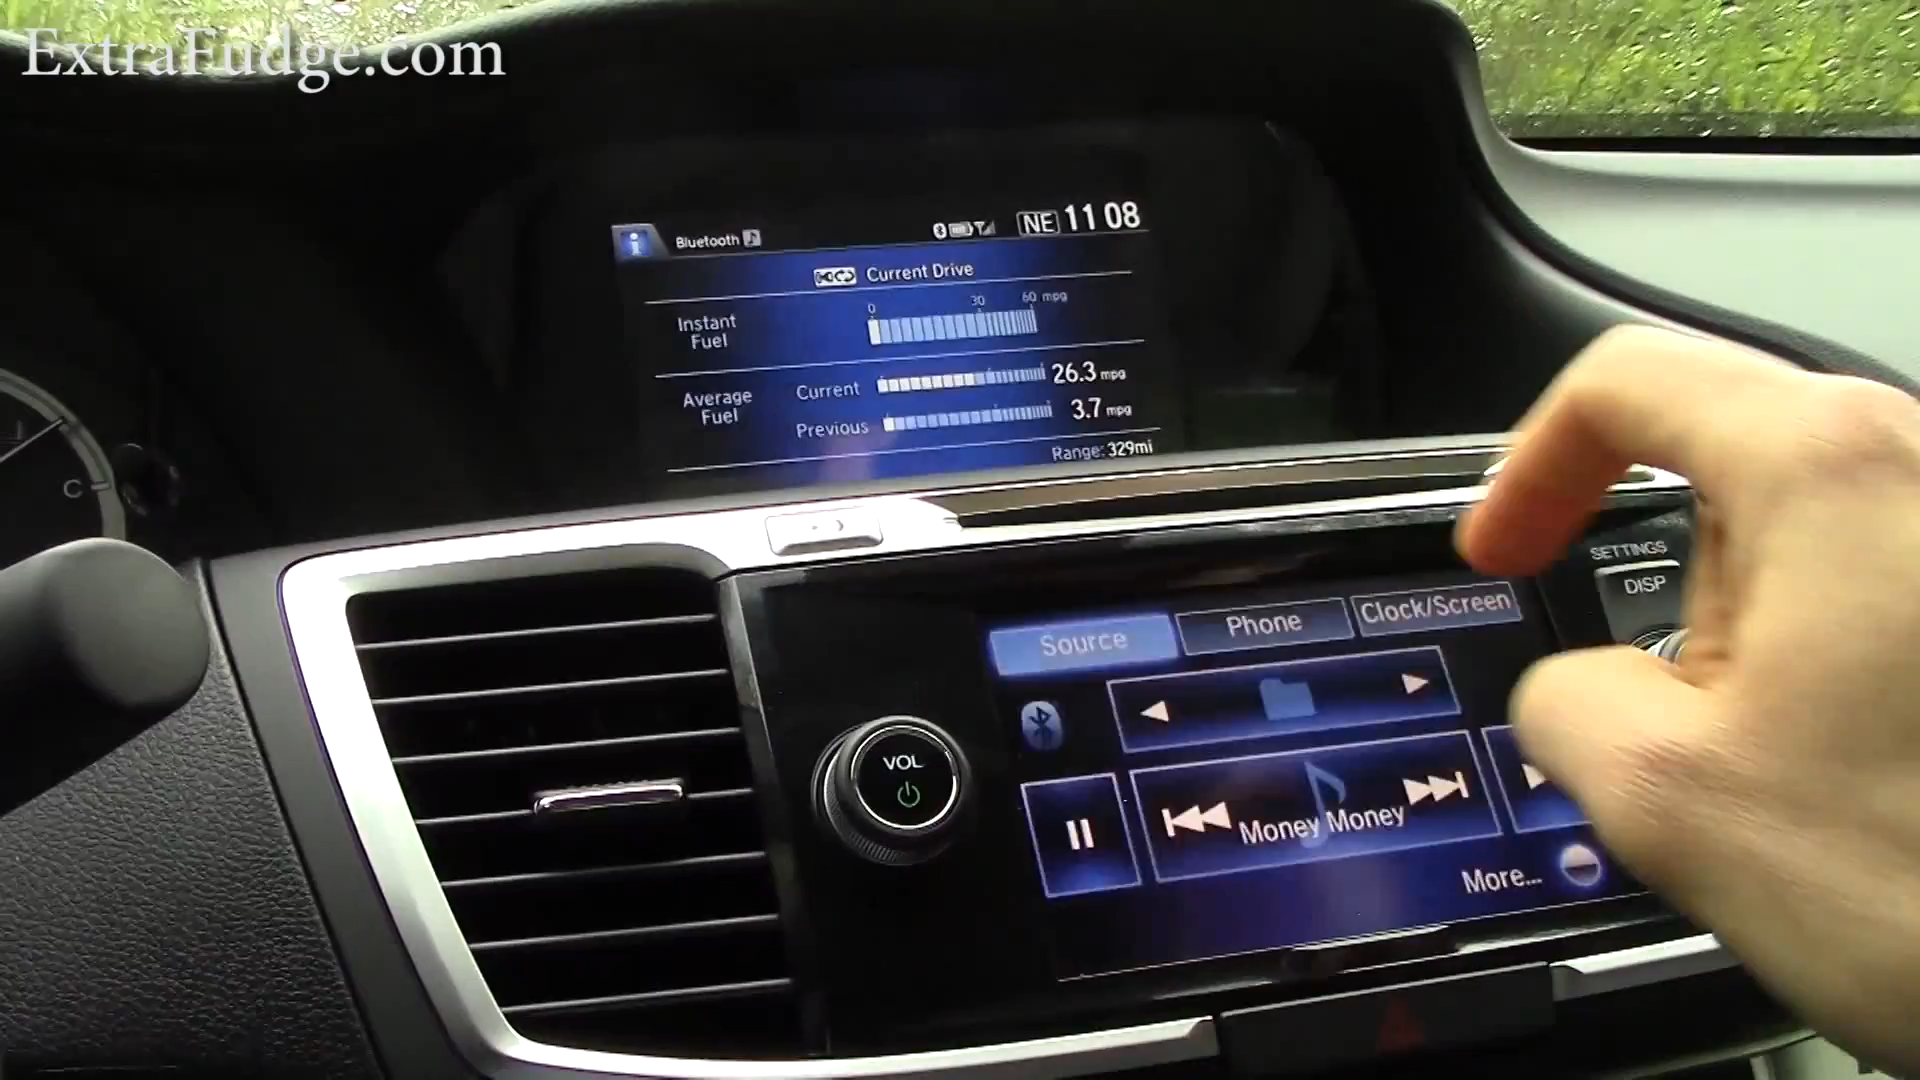 ExtraFudge.com
Bluetooth
NE 11 08
Current Drive
0 30 60 mpg
Instant
Fuel
Average
Fuel
Current 26.3 mpg
Previous 3.7 mpg
Range: 329mi
C
SETTINGS
DISP
Source Phone Clock/Screen
VOL
Money Money
More...